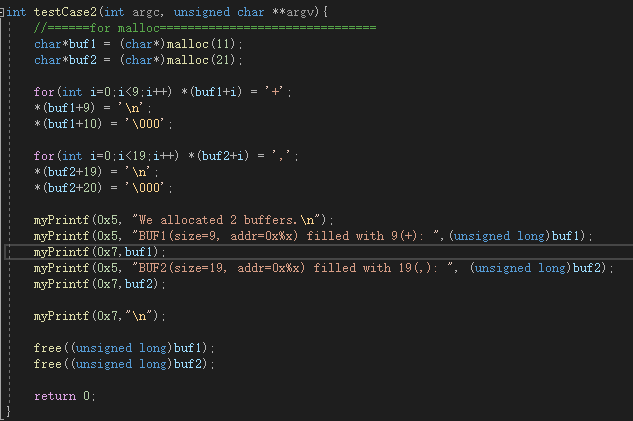 int testCase2(int argc, unsigned char **argv){
//======for malloc==============================
char*buf1 = (char*)malloc(11);
char*buf2 = (char*)malloc(21);
for(int i=0;i<9;i++) *(buf1+i) = '+';
*(buf1+9) = '\n';
*(buf1+10) = '\000';
for(int i=0;i<19;i++) *(buf2+i) = ',';
*(buf2+19) = '\n';
*(buf2+20) = '\000';
myPrintf(0x5, "We allocated 2 buffers.\n");
myPrintf(0x5, "BUF1(size=9, addr=0x%x) filled with 9(+): ",(unsigned long)buf1);
myPrintf(0x7,buf1);
myPrintf(0x5, "BUF2(size=19, addr=0x%x) filled with 19(,): ", (unsigned long)buf2);
myPrintf(0x7,buf2);
myPrintf(0x7,"\n");
free((unsigned long)buf1);
free((unsigned long)buf2);
return 0;
}